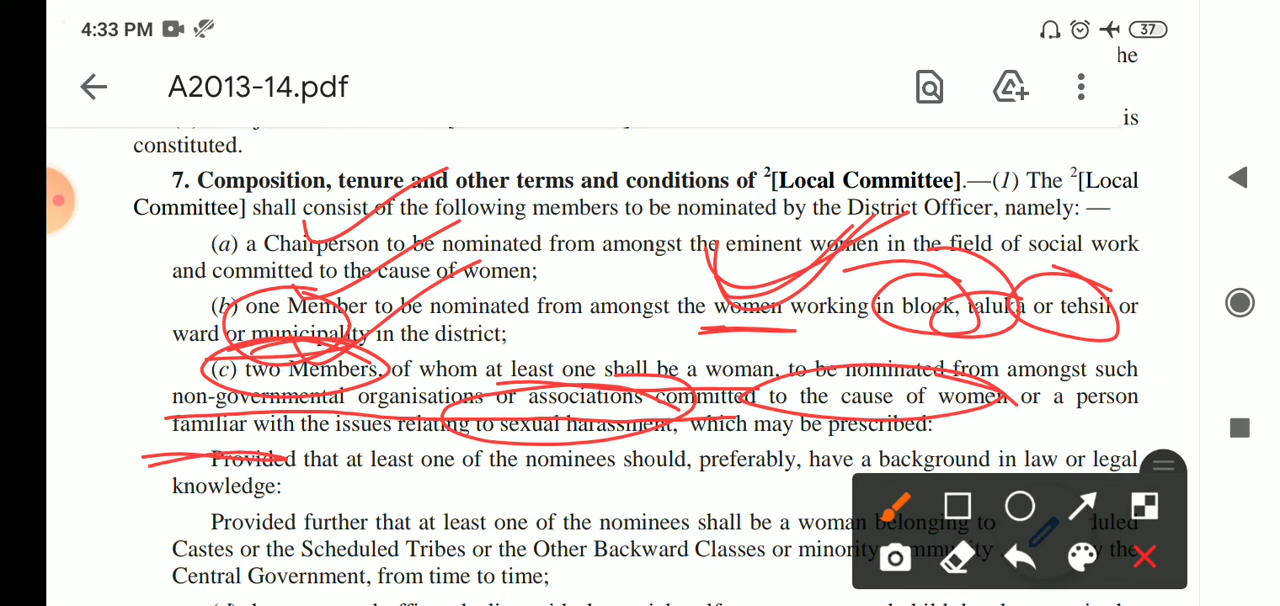 4:33 PM
37
he
A2013-14.pdf
is
constituted.
7. Composition, tenure and other terms and conditions of ²[Local Committee].—(1) The ²[Local
Committee] shall consist of the following members to be nominated by the District Officer, namely: —
(a) a Chairperson to be nominated from amongst the eminent women in the field of social work
and committed to the cause of women;
(b) one Member to be nominated from amongst the women working in block, taluka or tehsil or
ward or municipality in the district;
(c) two Members, of whom at least one shall be a woman, to be nominated from amongst such
non-governmental organisations or associations committed to the cause of women or a person
familiar with the issues relating to sexual harassment, which may be prescribed:
Provided that at least one of the nominees should, preferably, have a background in law or legal
knowledge:
Provided further that at least one of the nominees shall be a woman belonging to duled
Castes or the Scheduled Tribes or the Other Backward Classes or minority the
Central Government, from time to time;